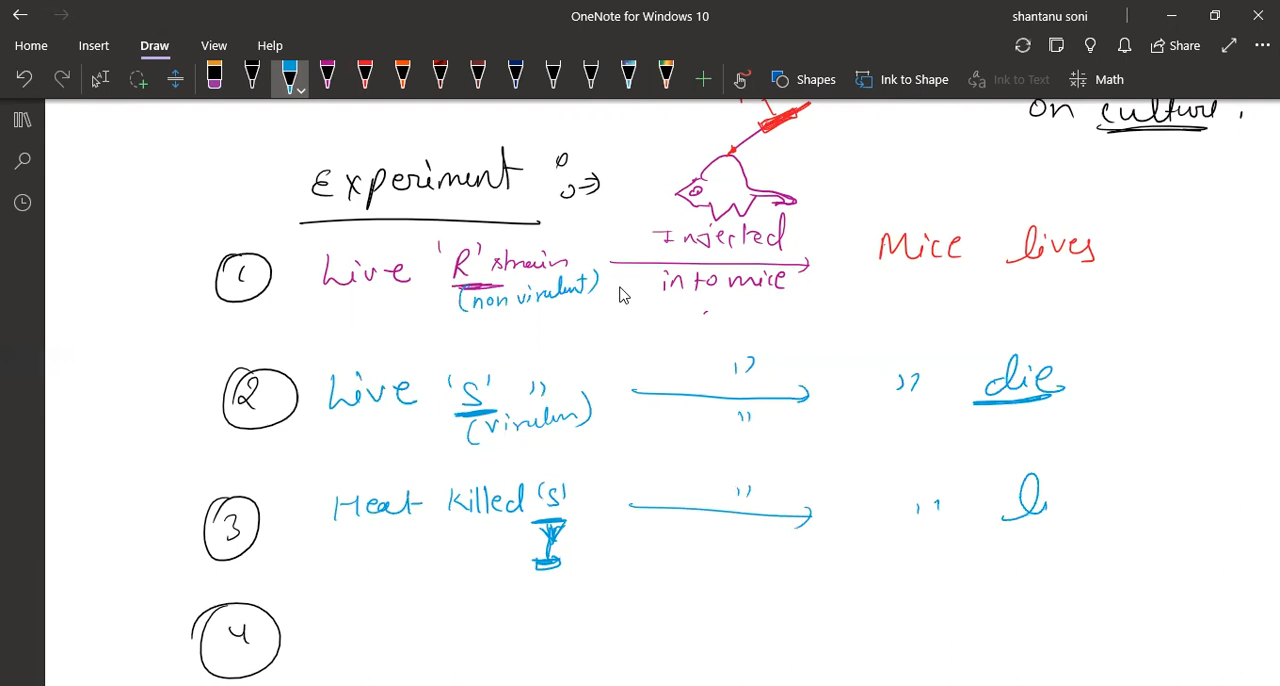 OneNote for Windows 10
shantanu soni
Home Insert Draw View Help
Share
Shapes Ink to Shape Ink to Text Math
on culture.
Experiment :⇒
1 Live 'R' strain (non virulent) Injected into mice Mice lives
2 Live 'S' " (virulen) " " " die
3 Heat killed 'S' " " l
4